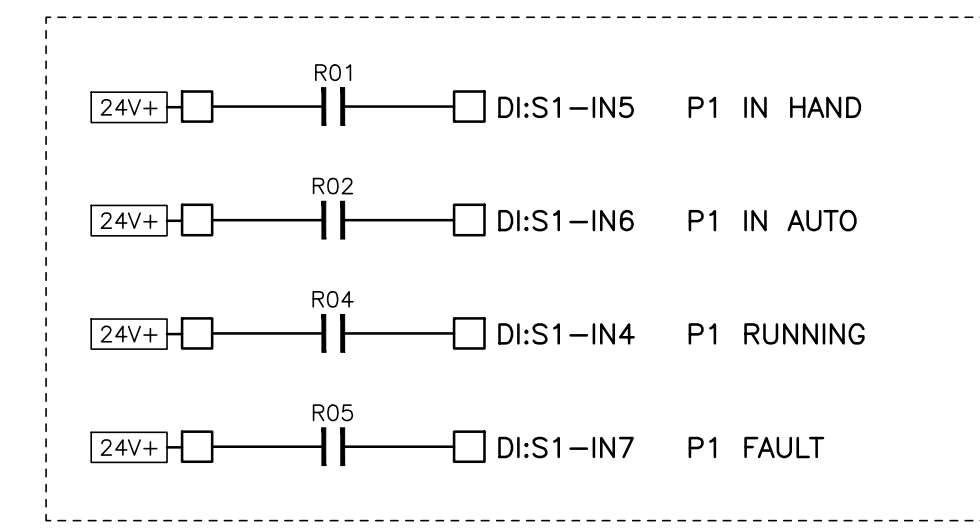 R01
24V+ DI:S1-IN5 P1 IN HAND
R02
24V+ DI:S1-IN6 P1 IN AUTO
R04
24V+ DI:S1-IN4 P1 RUNNING
R05
24V+ DI:S1-IN7 P1 FAULT